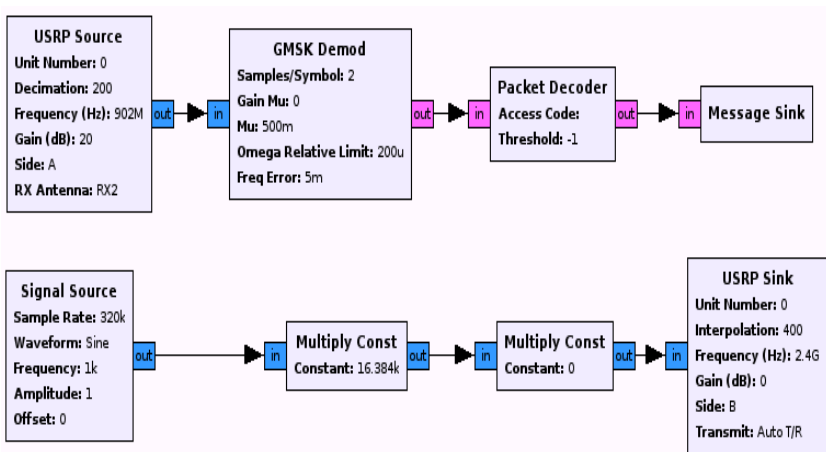 USRP Source
Unit Number: 0
Decimation: 200
Frequency (Hz): 902M
Gain (dB): 20
Side: A
RX Antenna: RX2
out
in
GMSK Demod
Samples/Symbol: 2
Gain Mu: 0
Mu: 500m
Omega Relative Limit: 200u
Freq Error: 5m
out
in
Packet Decoder
Access Code:
Threshold: -1
out
in
Message Sink
Signal Source
Sample Rate: 320k
Waveform: Sine
Frequency: 1k
Amplitude: 1
Offset: 0
out
in
Multiply Const
Constant: 16.384k
out
in
Multiply Const
Constant: 0
out
in
USRP Sink
Unit Number: 0
Interpolation: 400
Frequency (Hz): 2.4G
Gain (dB): 0
Side: B
Transmit: Auto T/R